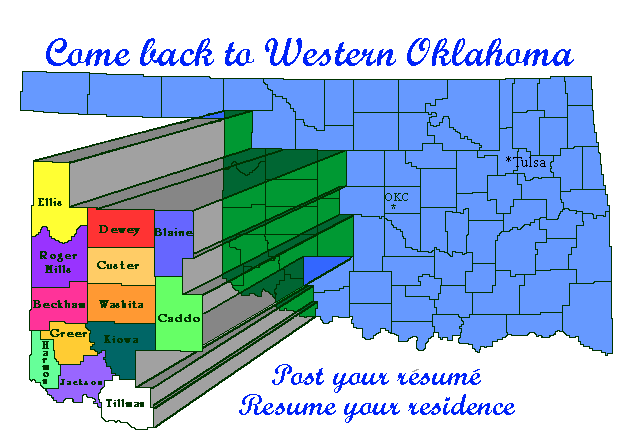 Come back to Western Oklahoma
*Tulsa
OKC
*
Ellis
Dewey
Blaine
Roger
Mills
Custer
Beckham
Washita
Caddo
Greer
Kiowa
Harmon
Jackson
Tillman
Post your résumé
Resume your residence